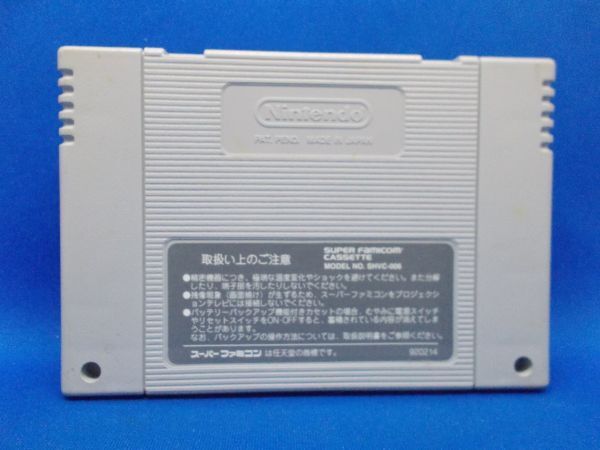 Nintendo
PAT. PEND. MADE IN JAPAN
取扱い上のご注意
SUPER FAMICOM
CASSETTE
MODEL NO. SHVC-006
●精密機器につき、極端な温度変化やショックを避けてください。また分解
したり、端子部を汚したりしないでください。
●残像現象（画面焼け）が生ずるため、スーパーファミコンをプロジェクシ
ョンテレビには接続しないでください。
●バッテリーバックアップ機能付きカセットの場合、むやみに電源スイッチ
やリセットスイッチをON・OFFすると、蓄積されている内容が消えてしま
うことがあります。
なお、バックアップの操作方法については、取扱説明書をご参照ください。
スーパーファミコン は任天堂の商標です。
920214